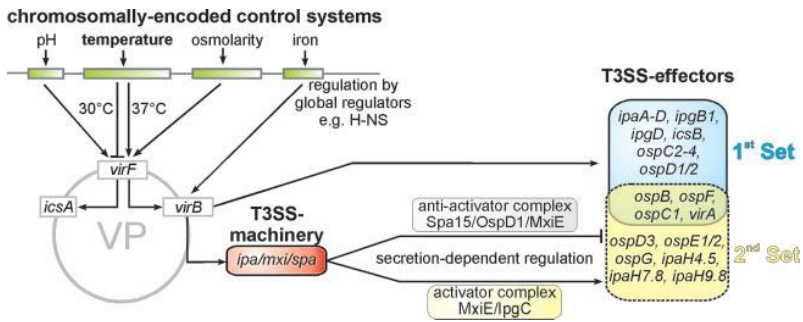 chromosomally-encoded control systems
pH temperature osmolarity iron
30°C 37°C
regulation by
global regulators
e.g. H-NS
virF
icsA
virB
VP
T3SS-
machinery
ipa/mxi/spa
anti-activator complex
Spa15/OspD1/MxiE
secretion-dependent regulation
activator complex
MxiE/IpgC
T3SS-effectors
ipaA-D, ipgB1,
ipgD, icsB,
ospC2-4,
ospD1/2
1st Set
ospB, ospF,
ospC1, virA
ospD3, ospE1/2,
ospG, ipaH4.5,
ipaH7.8, ipaH9.8
2nd Set